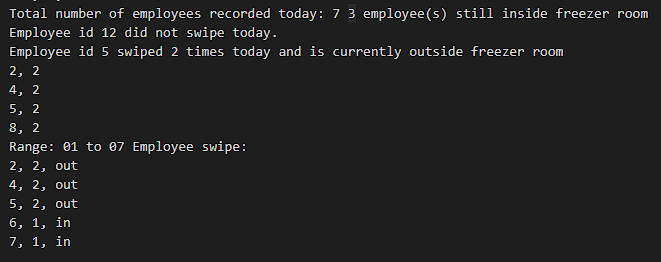 Total number of employees recorded today: 7 3 employee(s) still inside freezer room
Employee id 12 did not swipe today.
Employee id 5 swiped 2 times today and is currently outside freezer room
2, 2
4, 2
5, 2
8, 2
Range: 01 to 07 Employee swipe:
2, 2, out
4, 2, out
5, 2, out
6, 1, in
7, 1, in